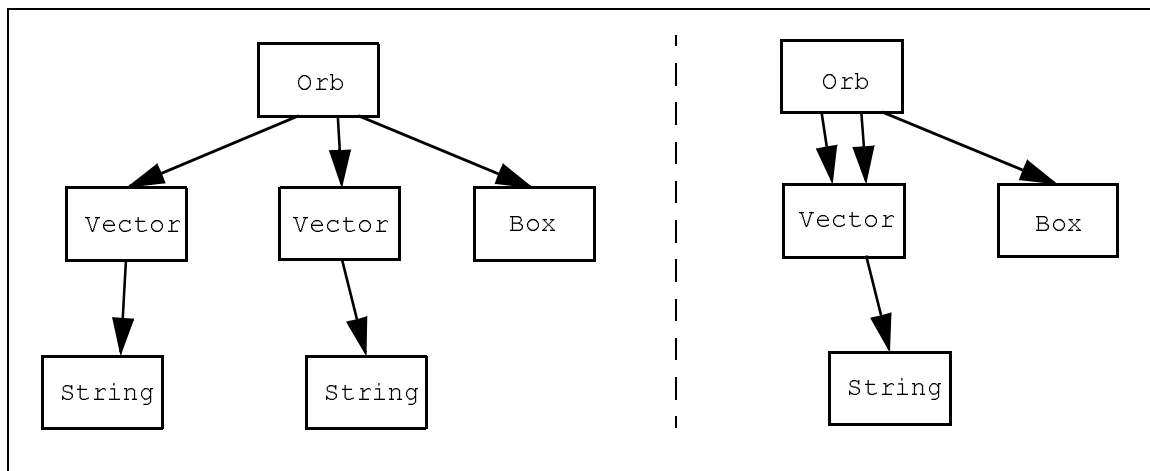 Orb
Vector
Vector
Box
String
String
Orb
Vector
Box
String